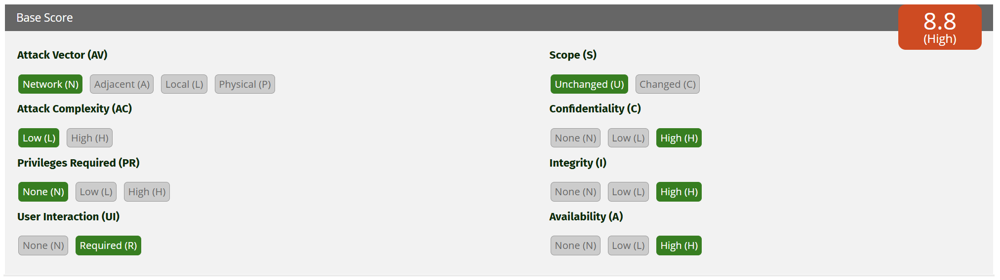 Base Score
8.8
(High)
Attack Vector (AV)
Network (N) Adjacent (A) Local (L) Physical (P)
Attack Complexity (AC)
Low (L) High (H)
Privileges Required (PR)
None (N) Low (L) High (H)
User Interaction (UI)
None (N) Required (R)
Scope (S)
Unchanged (U) Changed (C)
Confidentiality (C)
None (N) Low (L) High (H)
Integrity (I)
None (N) Low (L) High (H)
Availability (A)
None (N) Low (L) High (H)